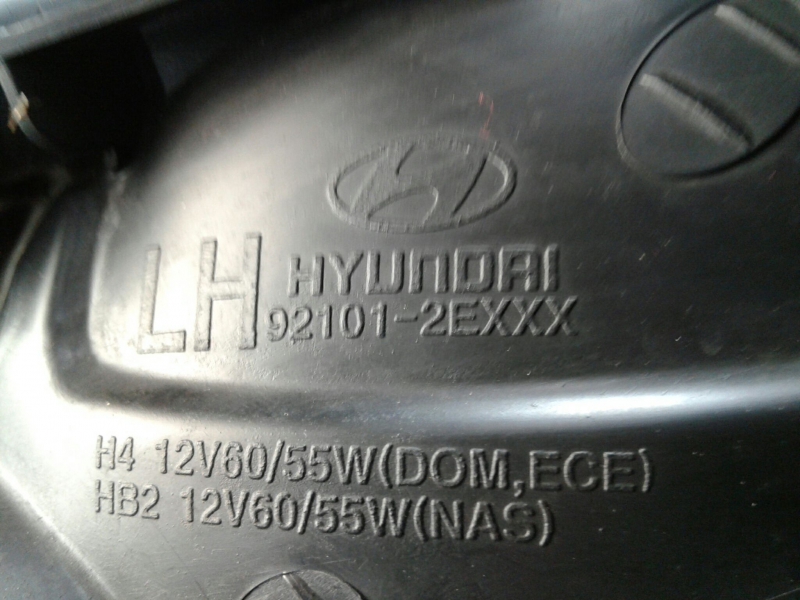 LH HYUNDAI
92101-2EXXX
H4 12V60/55W(DOM,ECE)
HB2 12V60/55W(NAS)